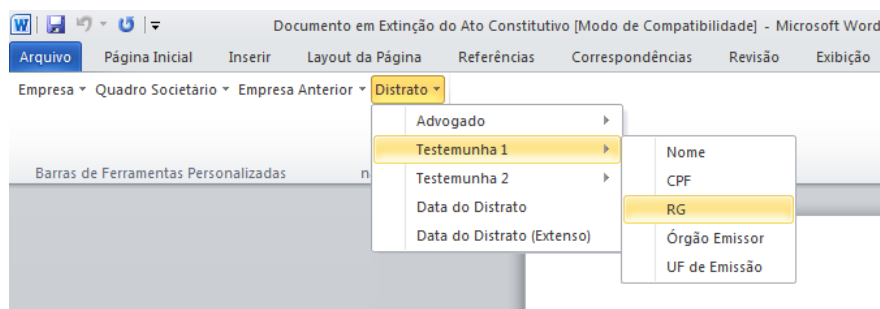 Documento em Extinção do Ato Constitutivo [Modo de Compatibilidade] - Microsoft Word
Arquivo Página Inicial Inserir Layout da Página Referências Correspondências Revisão Exibição
Empresa Quadro Societário Empresa Anterior Distrato
Advogado
Testemunha 1 Nome
Testemunha 2 CPF
Barras de Ferramentas Personalizadas
Data do Distrato RG
Data do Distrato (Extenso) Órgão Emissor
UF de Emissão